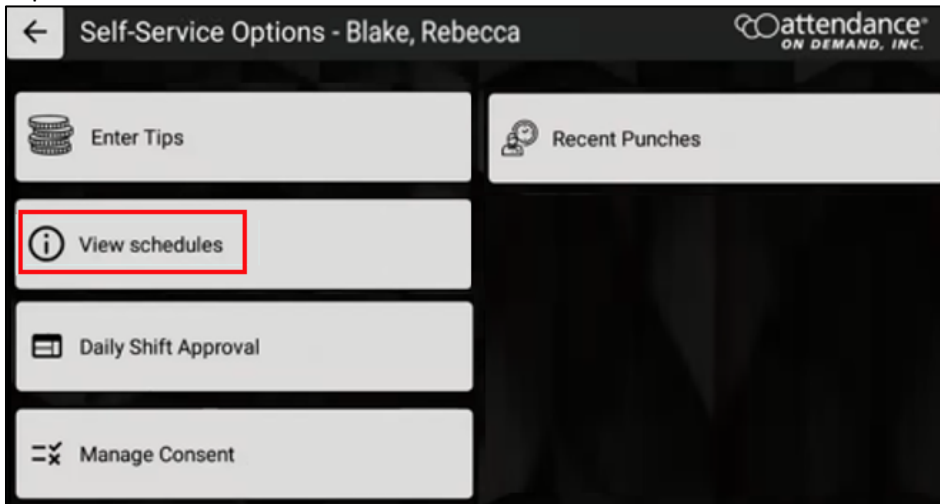 Self-Service Options - Blake, Rebecca
attendance®
ON DEMAND, INC.
Enter Tips
Recent Punches
View schedules
Daily Shift Approval
Manage Consent